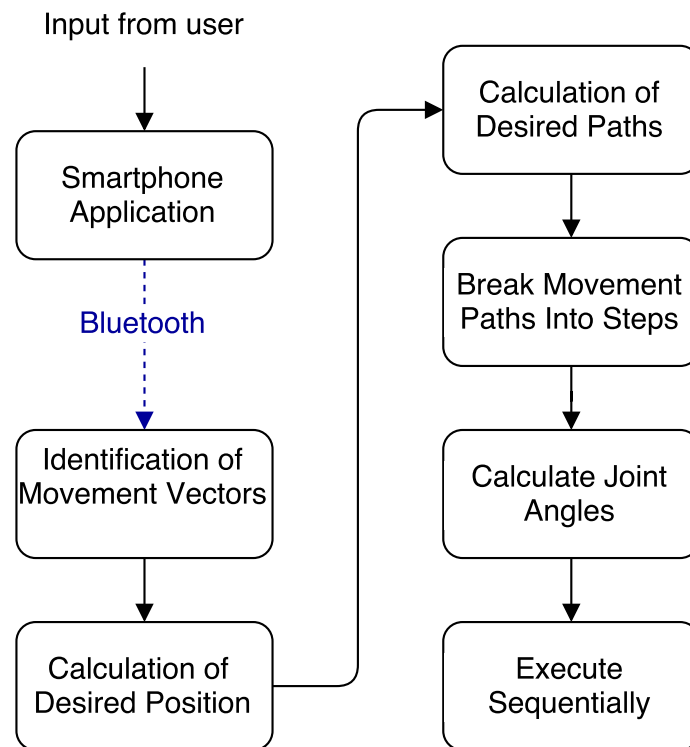 Input from user
Smartphone
Application
Bluetooth
Identification of
Movement Vectors
Calculation of
Desired Position
Calculation of
Desired Paths
Break Movement
Paths Into Steps
Calculate Joint
Angles
Execute
Sequentially